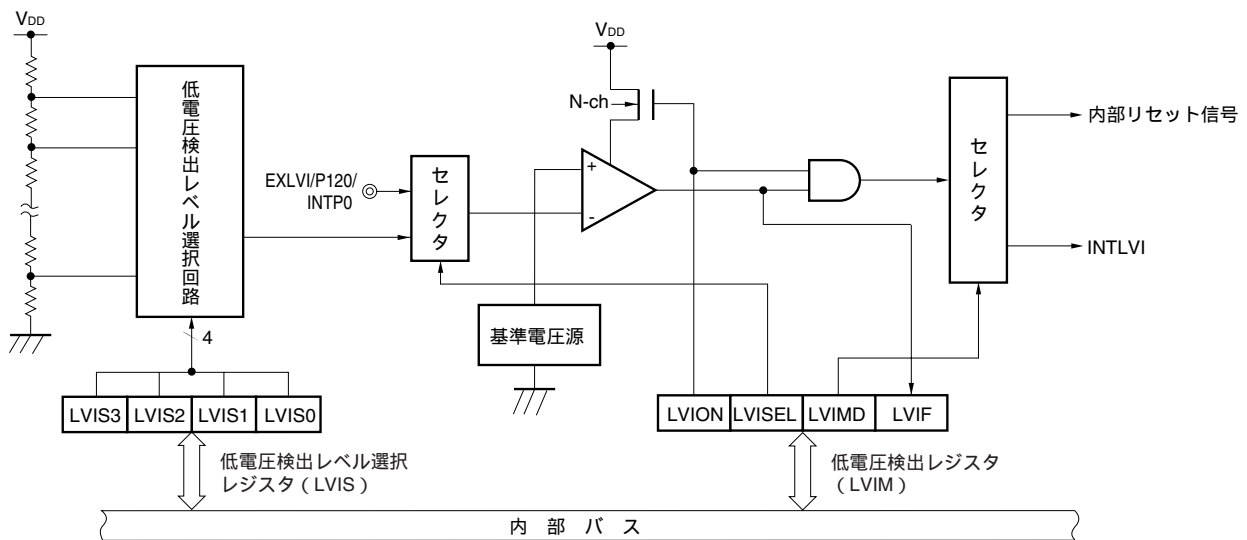 VDD
低電圧検出レベル選択回路
EXLVI/P120/
INTP0
セレクタ
VDD
N-ch
+
-
基準電圧源
セレクタ
内部リセット信号
INTLVI
4
LVIS3 LVIS2 LVIS1 LVIS0
低電圧検出レベル選択
レジスタ(LVIS)
LVION LVISEL LVIMD LVIF
低電圧検出レジスタ
(LVIM)
内 部 バ ス